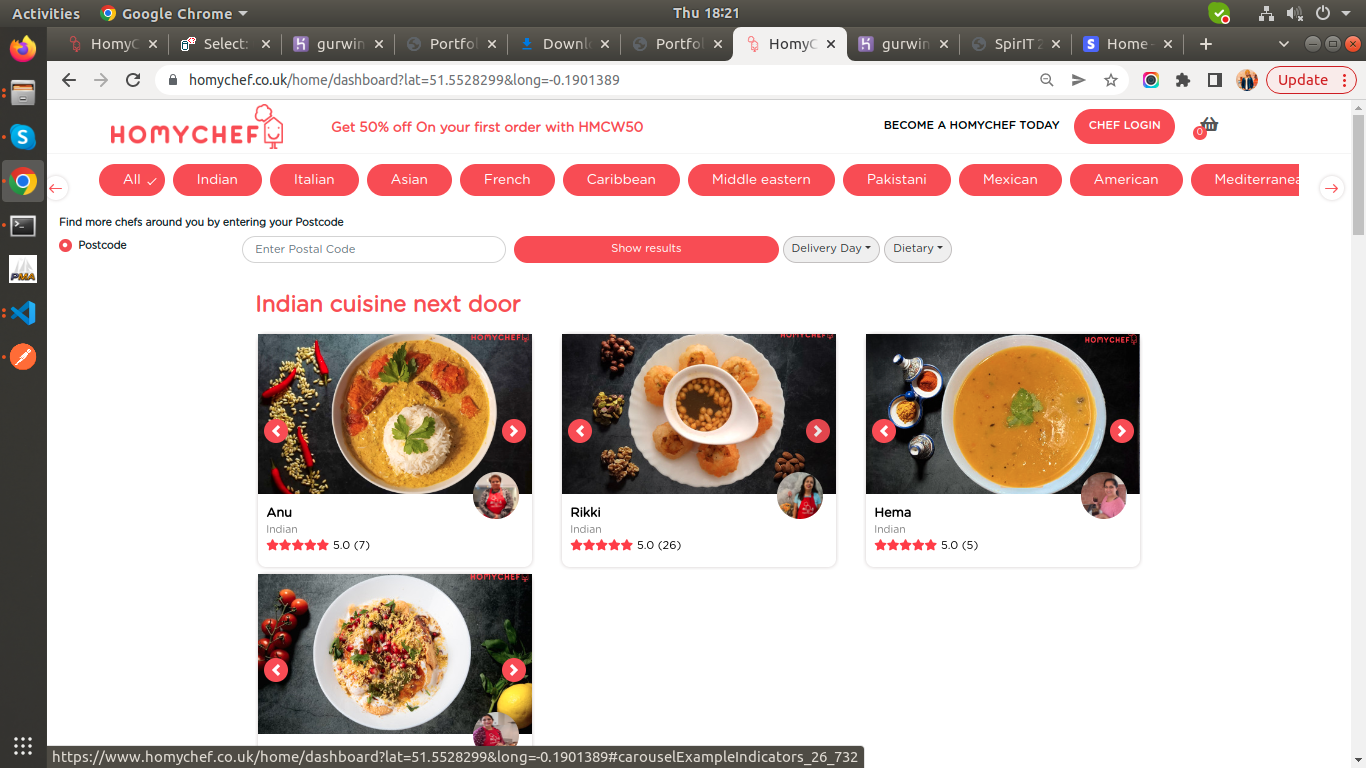 Activities Google Chrome Thu 18:21
HomyC Select: gurwin Portfol Downlo Portfol HomyC gurwin SpirIT 2 Home -
homychef.co.uk/home/dashboard?lat=51.5528299&long=-0.1901389 Update
HOMYCHEF Get 50% off On your first order with HMCW50 BECOME A HOMYCHEF TODAY CHEF LOGIN 0
All Indian Italian Asian French Caribbean Middle eastern Pakistani Mexican American Mediterranea
Find more chefs around you by entering your Postcode
Postcode Enter Postal Code Show results Delivery Day Dietary
Indian cuisine next door
HOMYCHEF HOMYCHEF HOMYCHEF
Anu Rikki Hema
Indian Indian Indian
5.0 (7) 5.0 (26) 5.0 (5)
HOMYCHEF
PMA
https://www.homychef.co.uk/home/dashboard?lat=51.5528299&long=-0.1901389#carouselExampleIndicators_26_732